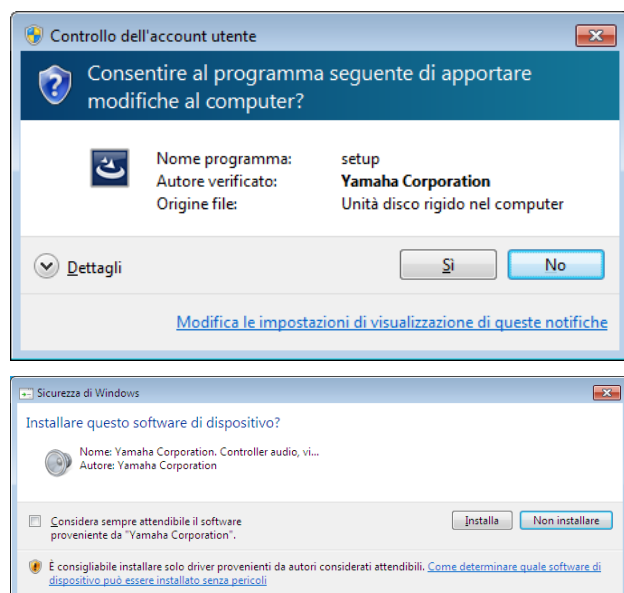 Controllo dell'account utente
Consentire al programma seguente di apportare
modifiche al computer?
Nome programma: setup
Autore verificato: Yamaha Corporation
Origine file: Unità disco rigido nel computer
Dettagli Sì No
Modifica le impostazioni di visualizzazione di queste notifiche
Sicurezza di Windows
Installare questo software di dispositivo?
Nome: Yamaha Corporation. Controller audio, vi...
Autore: Yamaha Corporation
Considera sempre attendibile il software
proveniente da "Yamaha Corporation".
Installa Non installare
È consigliabile installare solo driver provenienti da autori considerati attendibili. Come determinare quale software di
dispositivo può essere installato senza pericoli